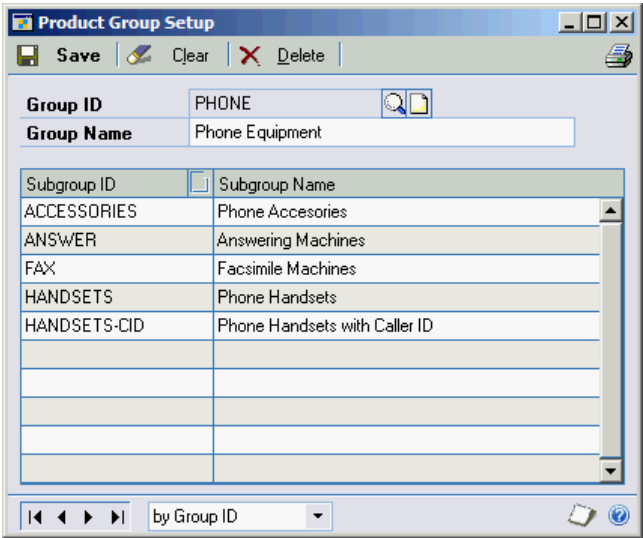 Product Group Setup
Save Clear Delete
Group ID PHONE
Group Name Phone Equipment
Subgroup ID Subgroup Name
ACCESSORIES Phone Accesories
ANSWER Answering Machines
FAX Facsimile Machines
HANDSETS Phone Handsets
HANDSETS-CID Phone Handsets with Caller ID
by Group ID